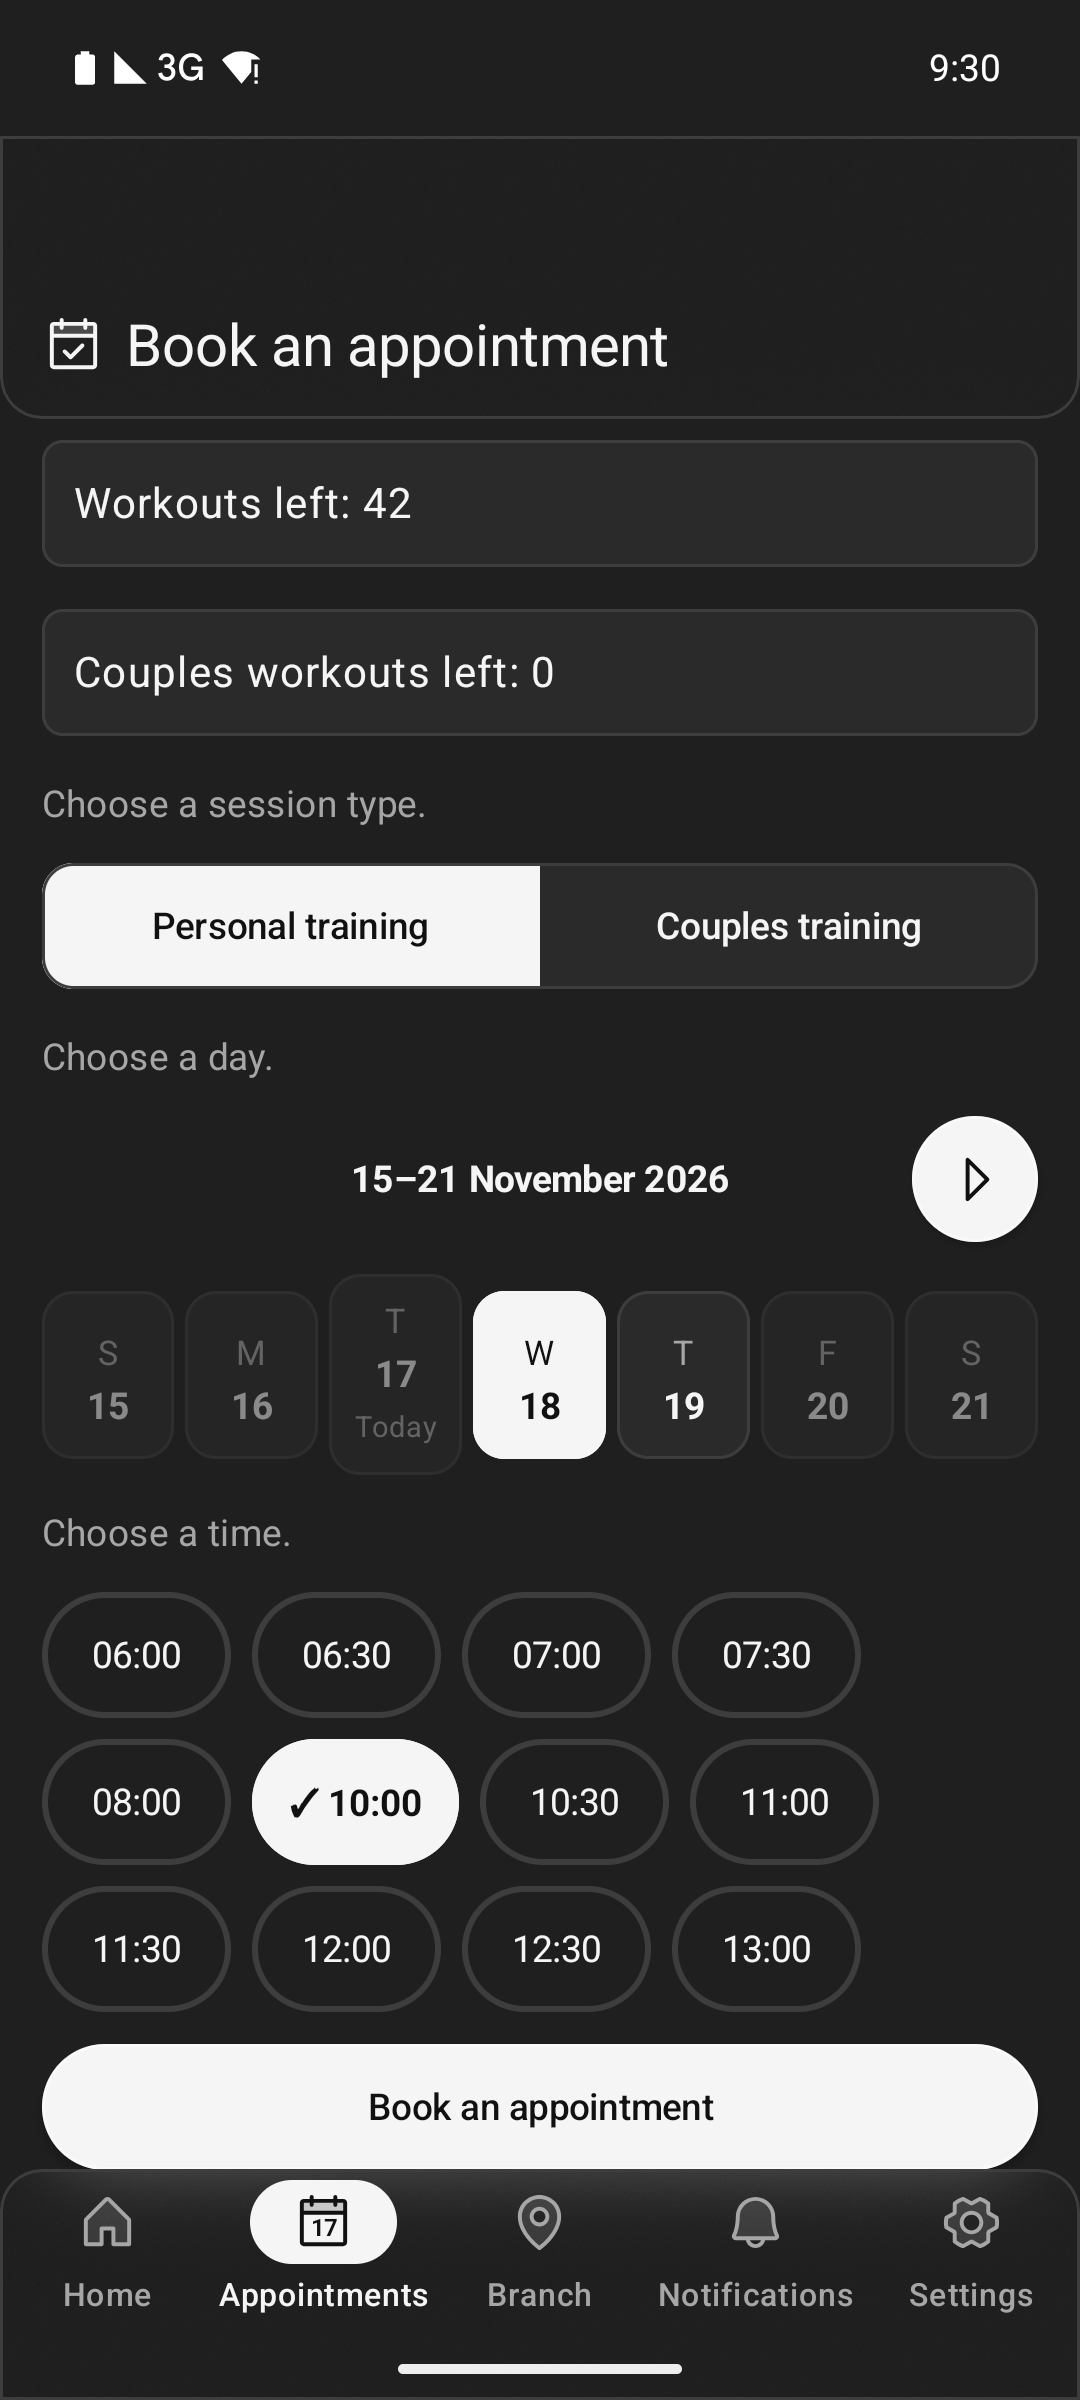 3G
9:30
Book an appointment
Workouts left: 42
Couples workouts left: 0
Choose a session type.
Personal training
Couples training
Choose a day.
15–21 November 2026
S
15
M
16
T
17
Today
W
18
T
19
F
20
S
21
Choose a time.
06:00
06:30
07:00
07:30
08:00
✓ 10:00
10:30
11:00
11:30
12:00
12:30
13:00
Book an appointment
Home
17
Appointments
Branch
Notifications
Settings